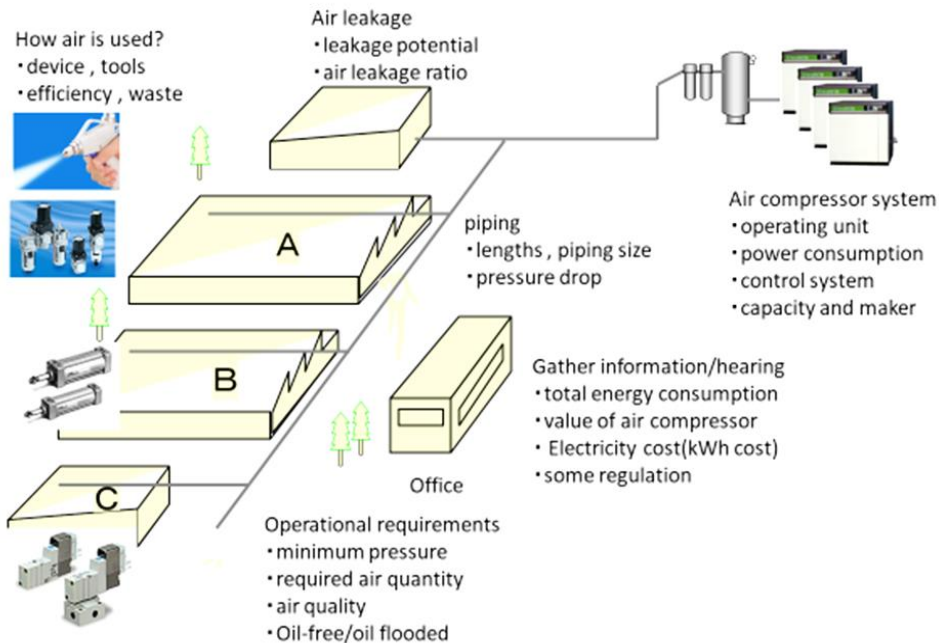 Air leakage
・leakage potential
・air leakage ratio
How air is used?
・device , tools
・efficiency , waste
Air compressor system
・operating unit
・power consumption
・control system
・capacity and maker
A
piping
・lengths , piping size
・pressure drop
B
Gather information/hearing
・total energy consumption
・value of air compressor
・ Electricity cost(kWh cost)
・some regulation
C
Office
Operational requirements
・minimum pressure
・required air quantity
・air quality
・Oil-free/oil flooded